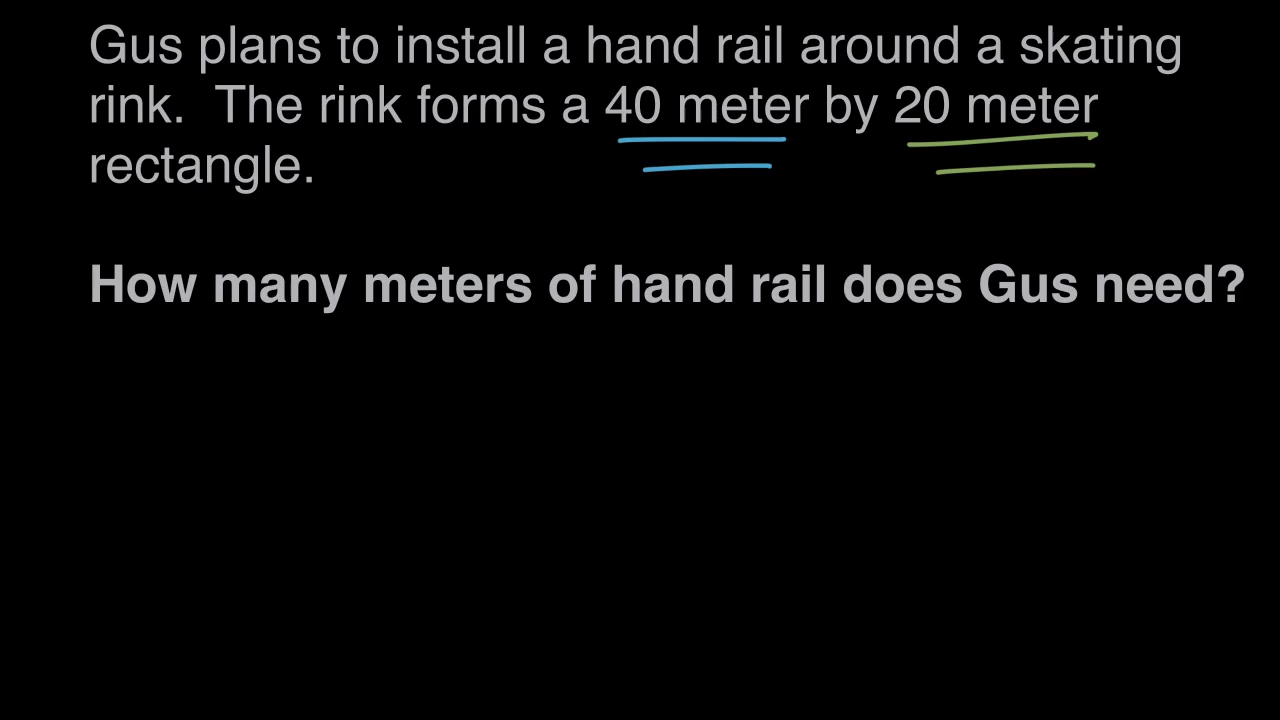 Gus plans to install a hand rail around a skating
rink.  The rink forms a 40 meter by 20 meter
rectangle.
How many meters of hand rail does Gus need?